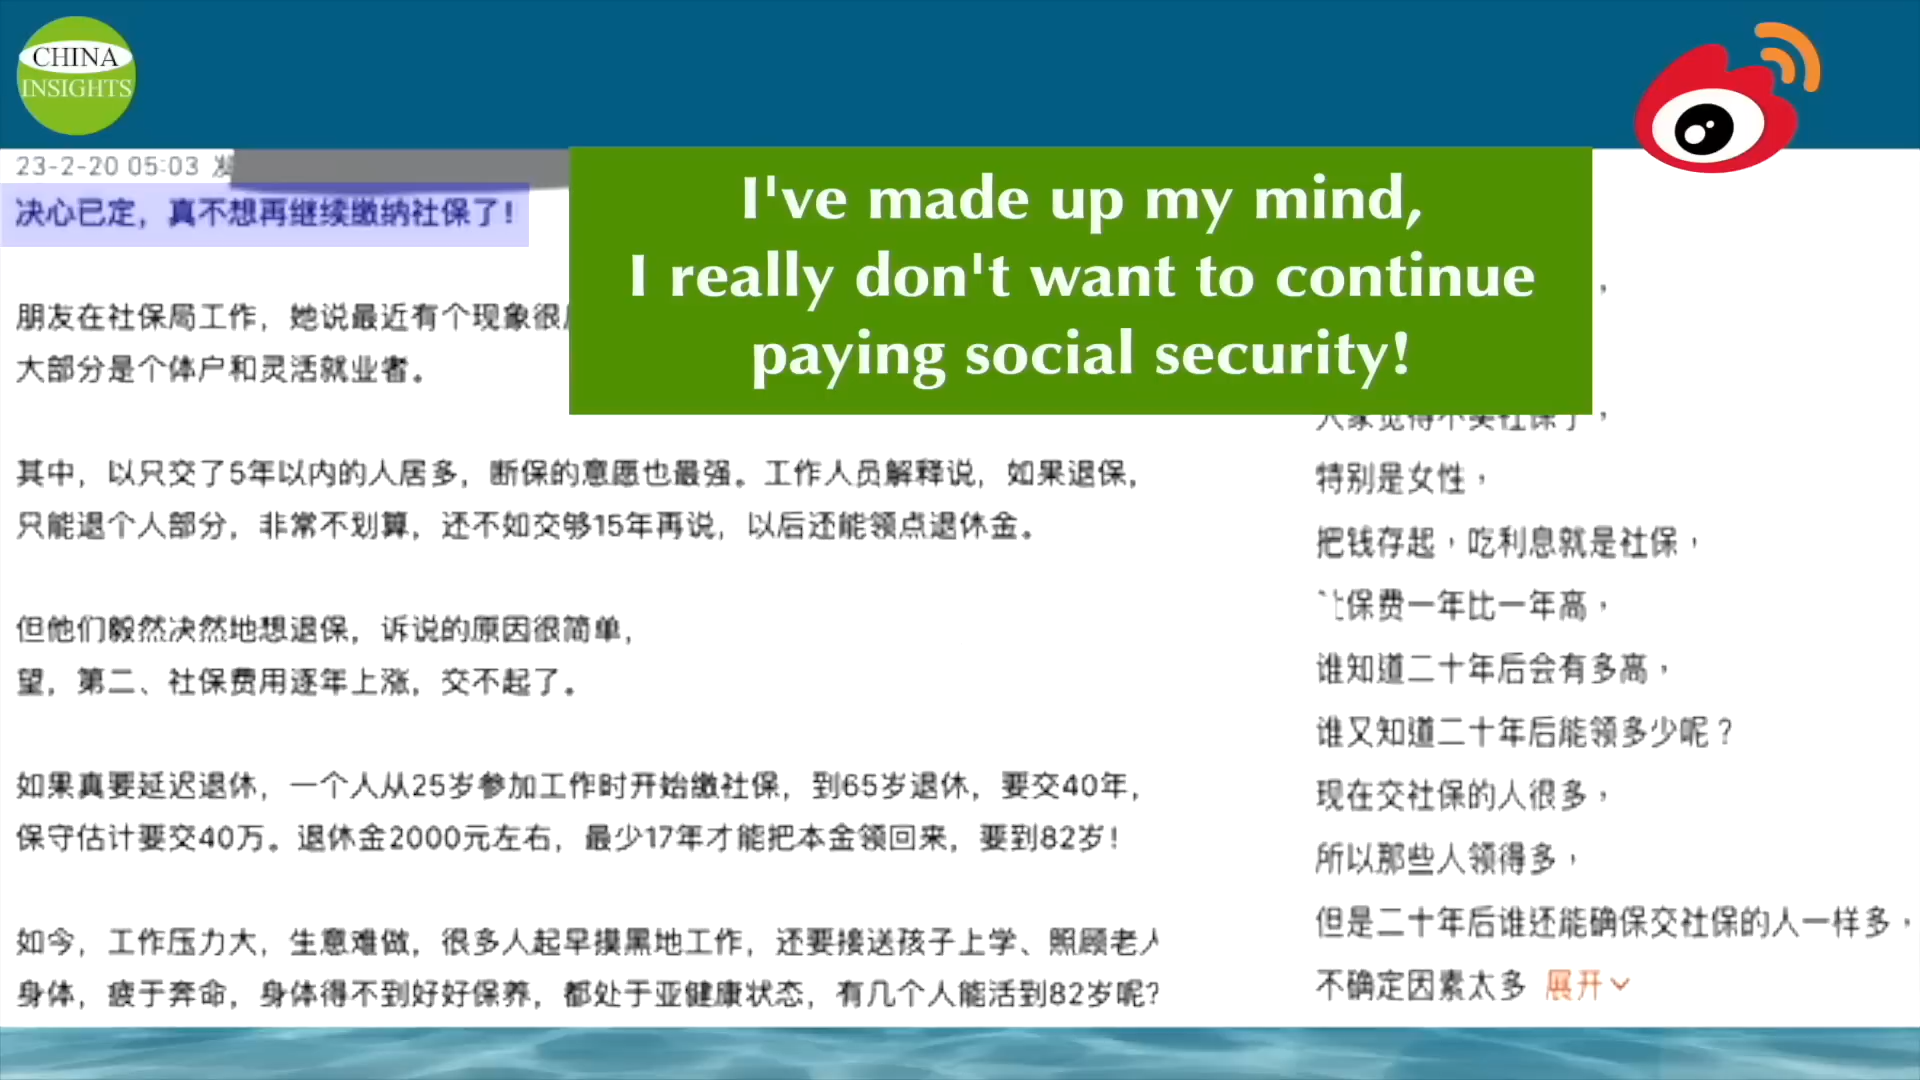 CHINA
INSIGHTS
23-2-20 05:03
决心已定，真不想再继续缴纳社保了！
I've made up my mind,
I really don't want to continue
paying social security!
朋友在社保局工作，她说最近有个现象很
大部分是个体户和灵活就业者。
其中，以只交了5年以内的人居多，断保的意愿也最强。工作人员解释说，如果退保，
只能退个人部分，非常不划算，还不如交够15年再说，以后还能领点退休金。
但他们毅然决然地想退保，诉说的原因很简单，
望，第二、社保费用逐年上涨，交不起了。
如果真要延迟退休，一个人从25岁参加工作时开始缴社保，到65岁退休，要交40年，
保守估计要交40万。退休金2000元左右，最少17年才能把本金领回来，要到82岁！
如今，工作压力大，生意难做，很多人起早摸黑地工作，还要接送孩子上学、照顾老人
身体，疲于奔命，身体得不到好好保养，都处于亚健康状态，有几个人能活到82岁呢？
特别是女性，
把钱存起，吃利息就是社保，
保费一年比一年高，
谁知道二十年后会有多高，
谁又知道二十年后能领多少呢？
现在交社保的人很多，
所以那些人领得多，
但是二十年后谁还能确保交社保的人一样多，
不确定因素太多 展开